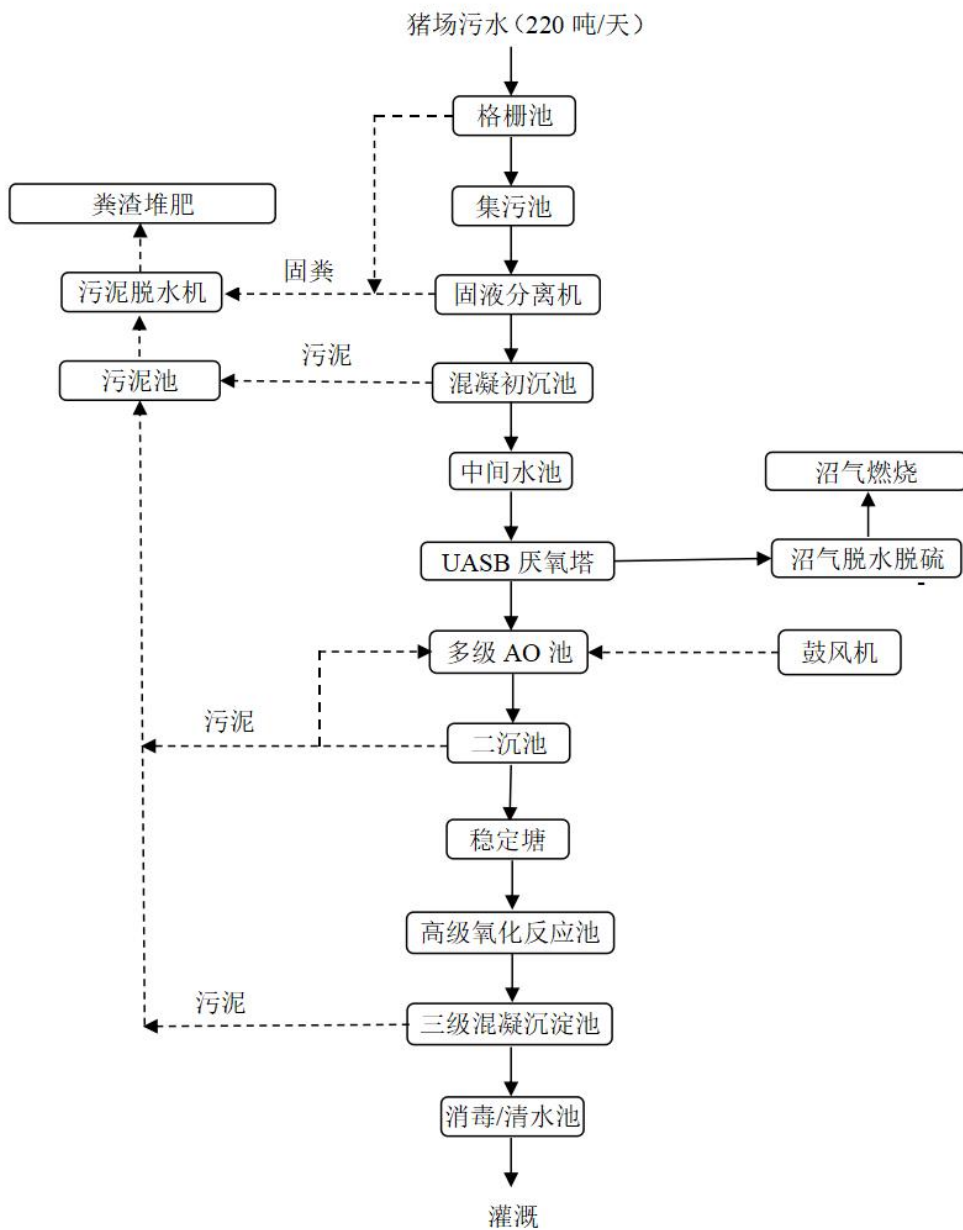 猪场污水（220 吨/天）
格栅池
集污池
粪渣堆肥
固粪
污泥脱水机
固液分离机
污泥
污泥池
混凝初沉池
中间水池
沼气燃烧
UASB 厌氧塔
沼气脱水脱硫
多级 AO 池
鼓风机
污泥
二沉池
稳定塘
高级氧化反应池
污泥
三级混凝沉淀池
消毒/清水池
灌溉